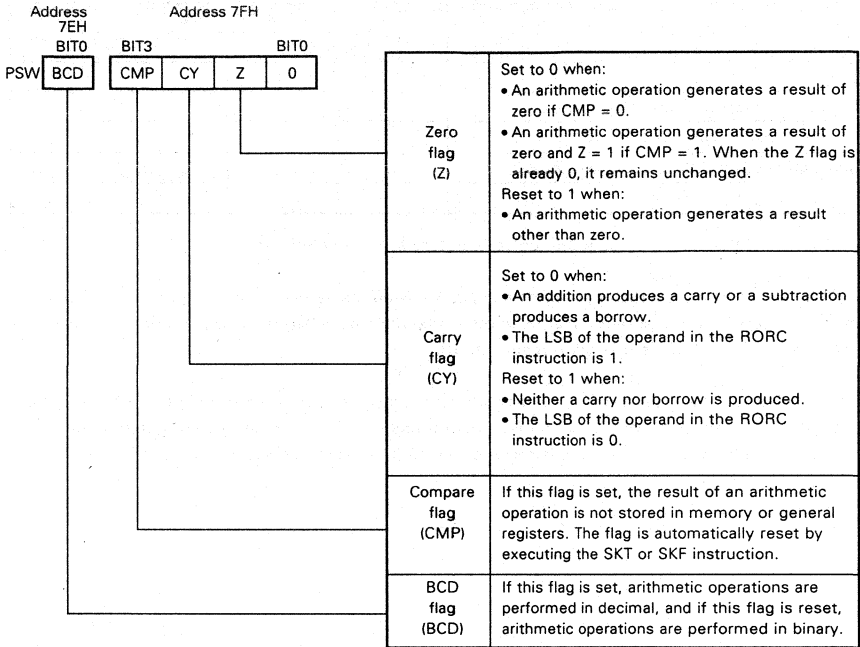 Address
7EH
Address 7FH
BIT0
BIT3
BIT0
PSW
BCD
CMP
CY
Z
0
Zero
flag
(Z)
Set to 0 when:
• An arithmetic operation generates a result of
zero if CMP = 0.
• An arithmetic operation generates a result of
zero and Z = 1 if CMP = 1. When the Z flag is
already 0, it remains unchanged.
Reset to 1 when:
• An arithmetic operation generates a result
other than zero.
Carry
flag
(CY)
Set to 0 when:
• An addition produces a carry or a subtraction
produces a borrow.
• The LSB of the operand in the RORC
instruction is 1.
Reset to 1 when:
• Neither a carry nor borrow is produced.
• The LSB of the operand in the RORC
instruction is 0.
Compare
flag
(CMP)
If this flag is set, the result of an arithmetic
operation is not stored in memory or general
registers. The flag is automatically reset by
executing the SKT or SKF instruction.
BCD
flag
(BCD)
If this flag is set, arithmetic operations are
performed in decimal, and if this flag is reset,
arithmetic operations are performed in binary.